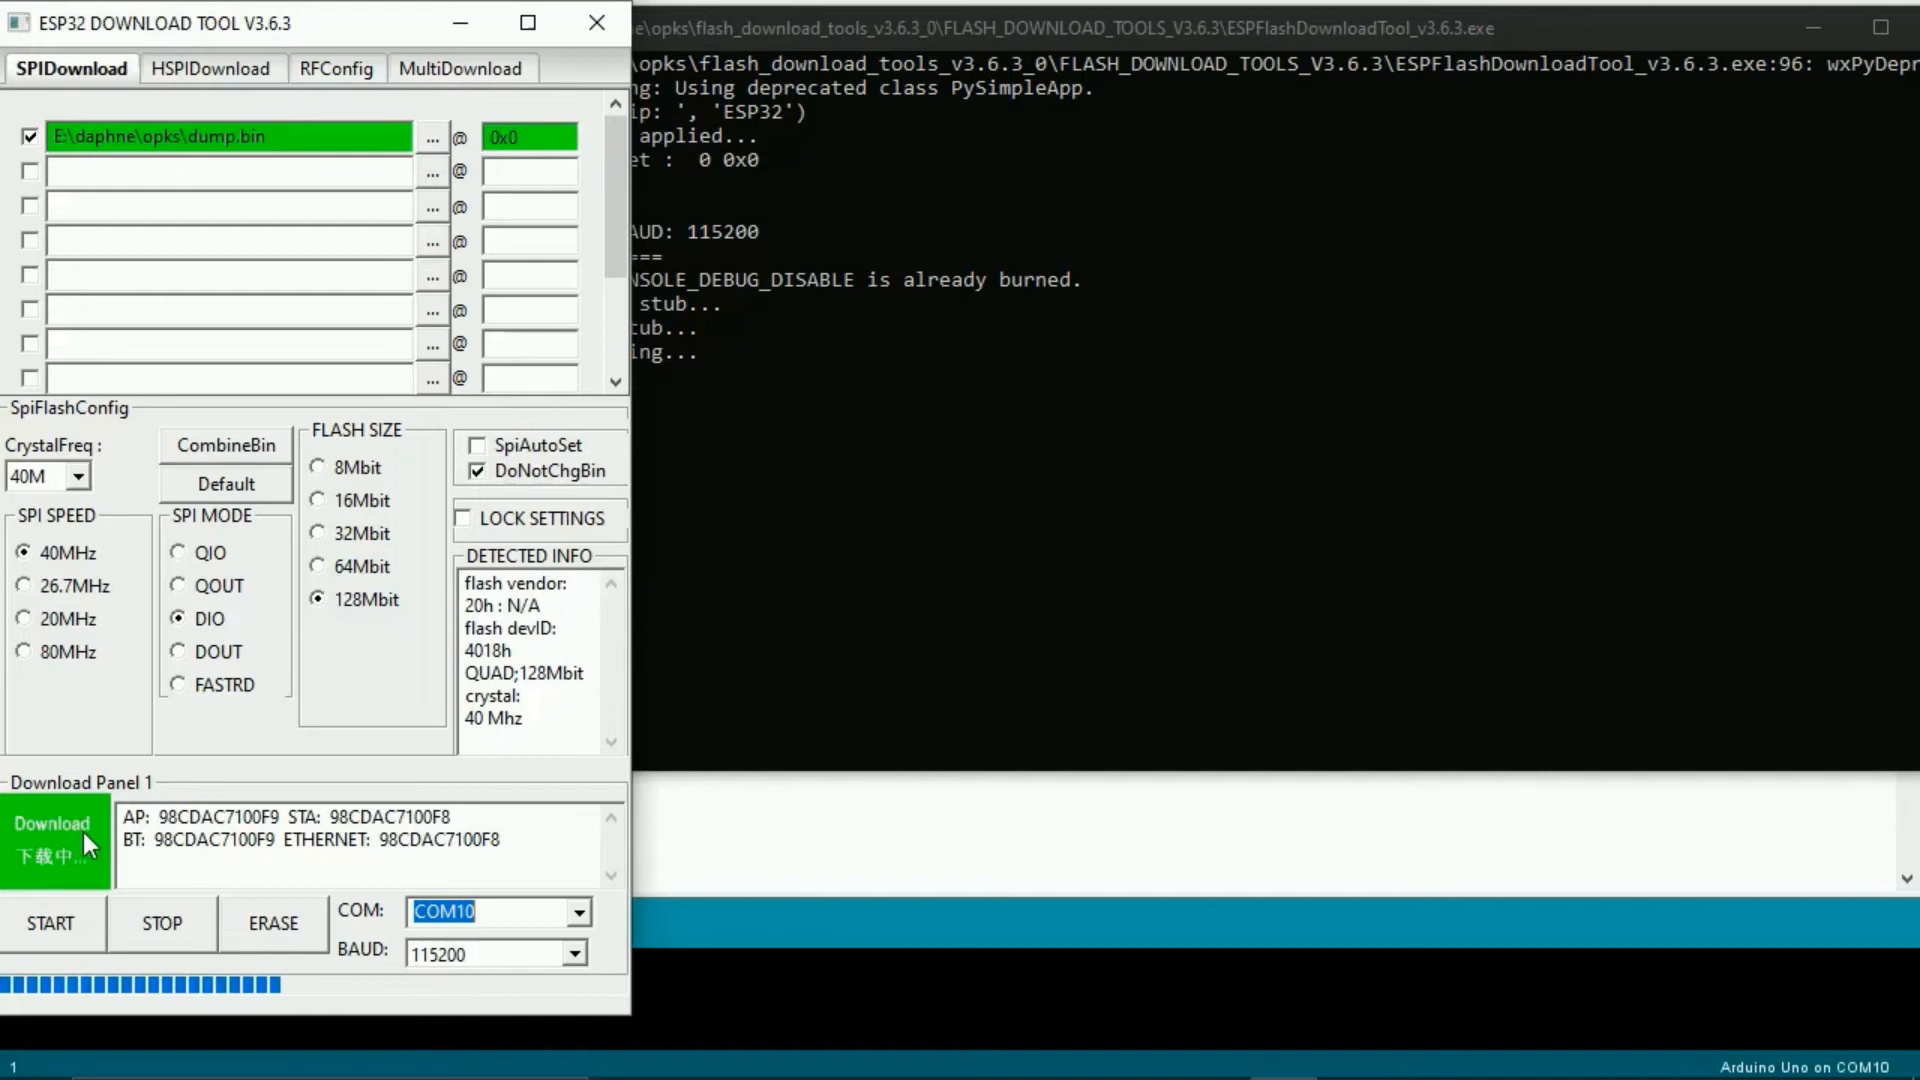 ESP32 DOWNLOAD TOOL V3.6.3
SPIDownload
HSPIDownload
RFConfig
MultiDownload
E:\daphne\opks\dump.bin
...
@
0x0
...
@
...
@
...
@
...
@
...
@
...
@
...
@
SpiFlashConfig
CrystalFreq :
40M
CombineBin
Default
SPI SPEED
40MHz
26.7MHz
20MHz
80MHz
SPI MODE
QIO
QOUT
DIO
DOUT
FASTRD
FLASH SIZE
8Mbit
16Mbit
32Mbit
64Mbit
128Mbit
SpiAutoSet
DoNotChgBin
LOCK SETTINGS
DETECTED INFO
flash vendor:
20h : N/A
flash devID:
4018h
QUAD;128Mbit
crystal:
40 Mhz
Download Panel 1
Download
下载中...
AP: 98CDAC7100F9 STA: 98CDAC7100F8
BT: 98CDAC7100F9 ETHERNET: 98CDAC7100F8
START
STOP
ERASE
COM:
COM10
BAUD:
115200
e\opks\flash_download_tools_v3.6.3_0\FLASH_DOWNLOAD_TOOLS_V3.6.3\ESPFlashDownloadTool_v3.6.3.exe
\opks\flash_download_tools_v3.6.3_0\FLASH_DOWNLOAD_TOOLS_V3.6.3\ESPFlashDownloadTool_v3.6.3.exe:96: wxPyDepr
ng: Using deprecated class PySimpleApp.
ip: ', 'ESP32')
applied...
et : 0 0x0
AUD: 115200
===
NSOLE_DEBUG_DISABLE is already burned.
stub...
tub...
ing...
1
Arduino Uno on COM10